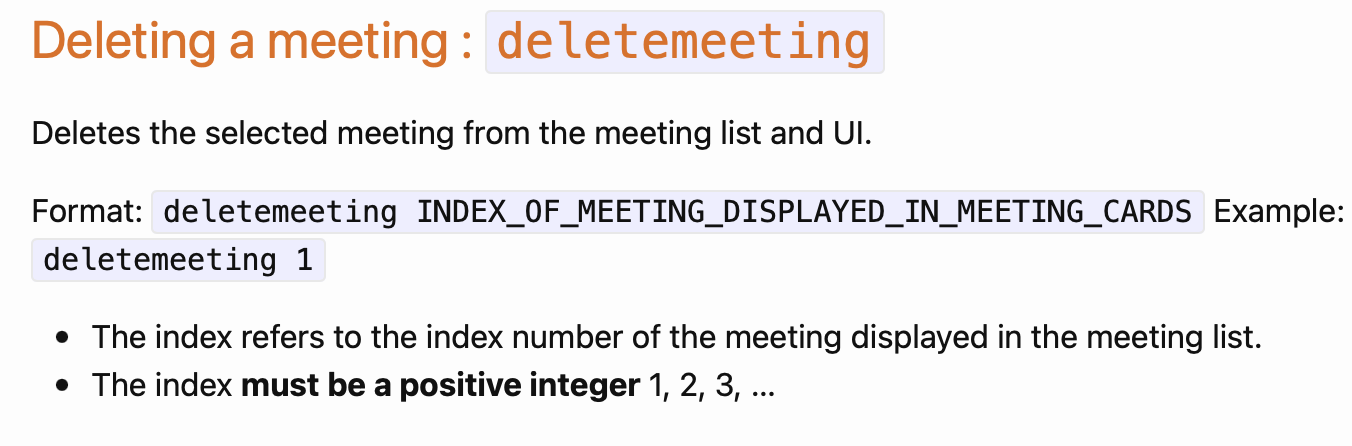 Deleting a meeting : deletemeeting
Deletes the selected meeting from the meeting list and UI.
Format: deletemeeting INDEX_OF_MEETING_DISPLAYED_IN_MEETING_CARDS Example:
deletemeeting 1
• The index refers to the index number of the meeting displayed in the meeting list.
• The index must be a positive integer 1, 2, 3, …